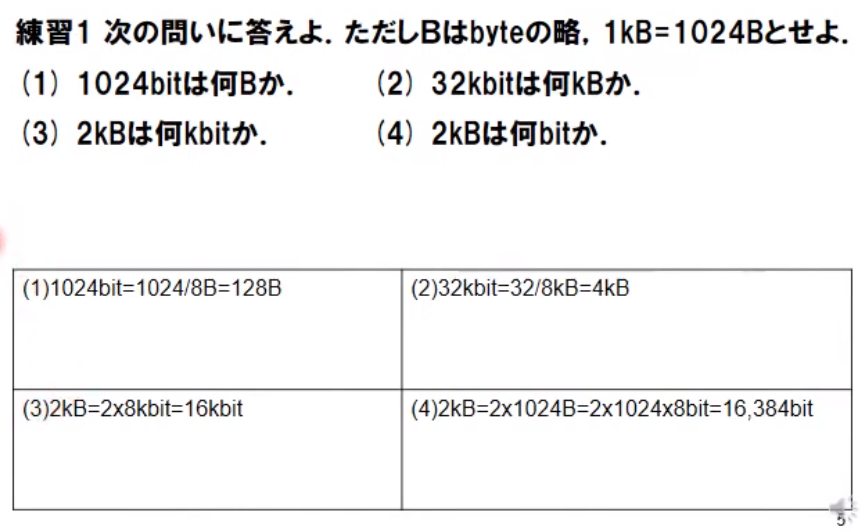 練習1 次の問いに答えよ．ただしBはbyteの略，1kB=1024Bとせよ．
(1) 1024bitは何Bか． (2) 32kbitは何kBか．
(3) 2kBは何kbitか． (4) 2kBは何bitか．
(1)1024bit=1024/8B=128B
(2)32kbit=32/8kB=4kB
(3)2kB=2x8kbit=16kbit
(4)2kB=2x1024B=2x1024x8bit=16,384bit
5